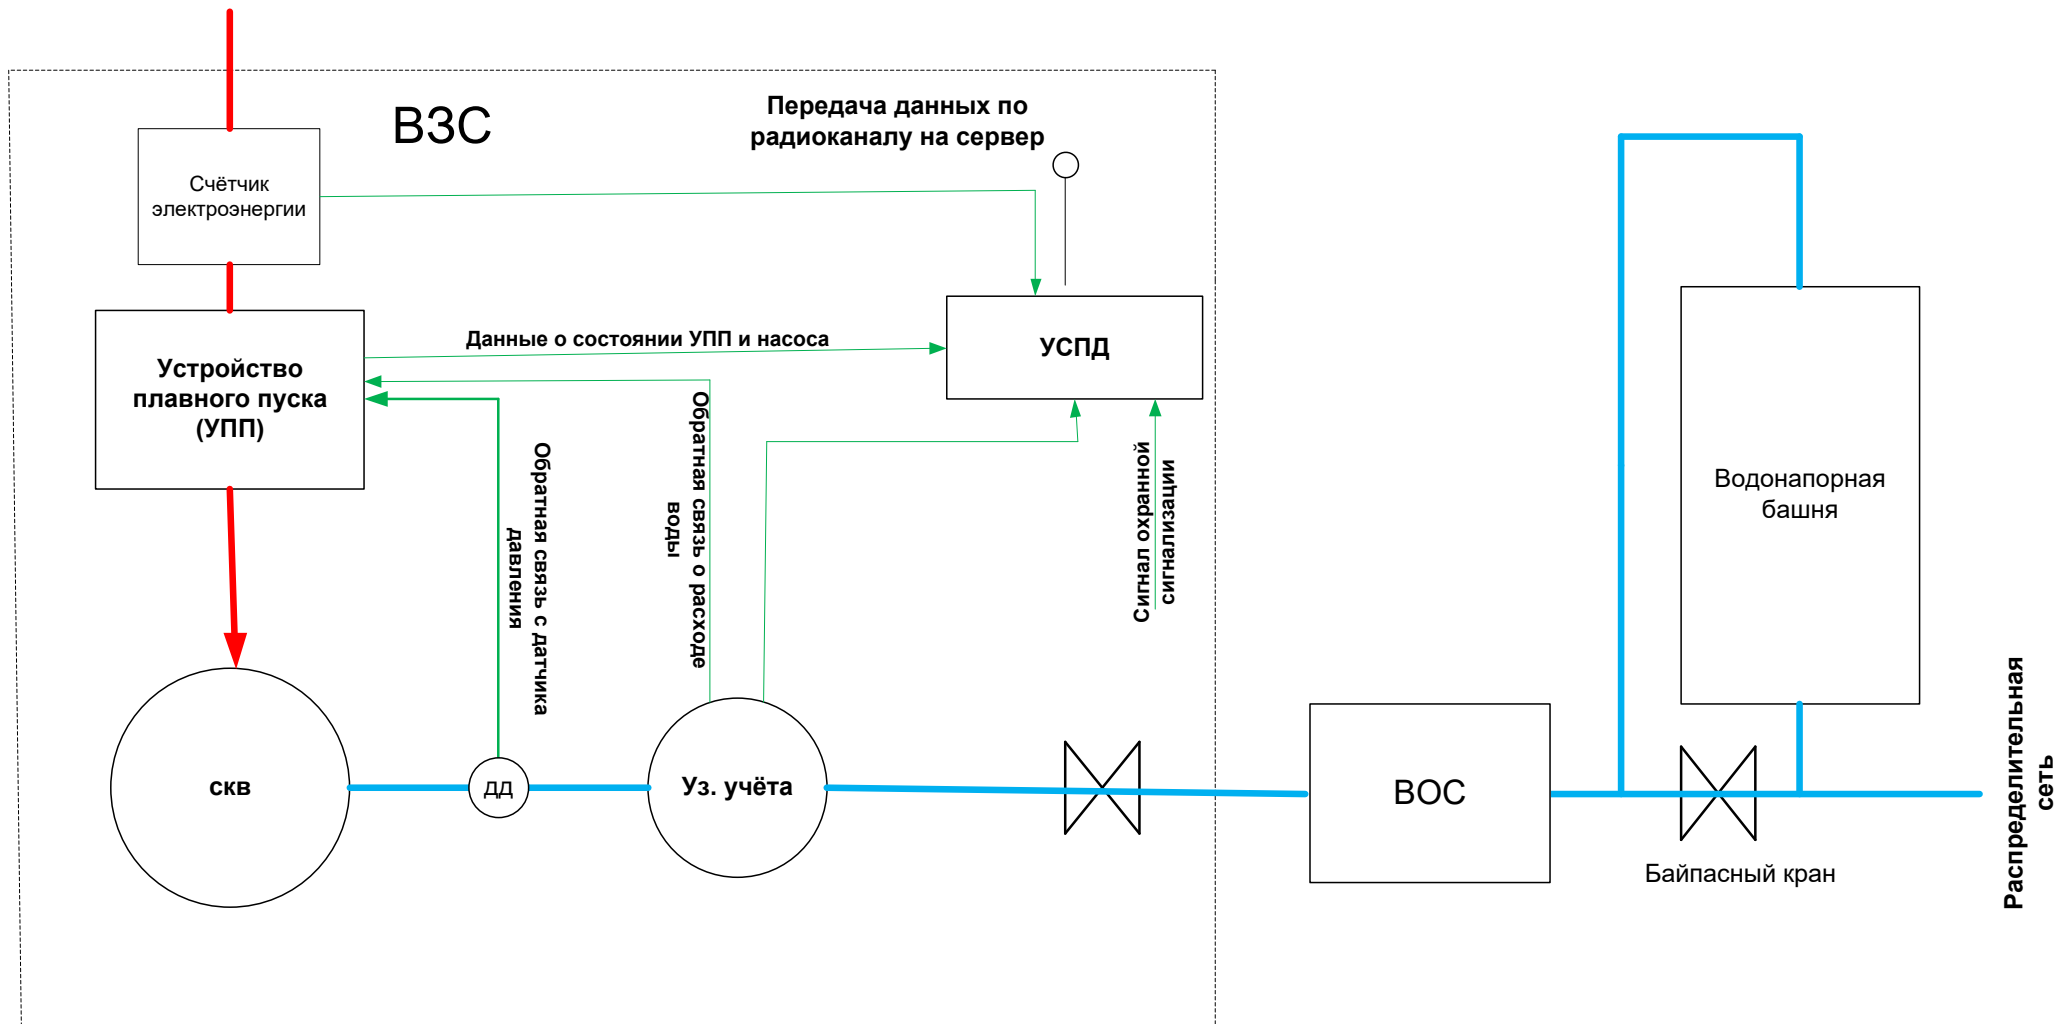 ВЗС
Передача данных по
радиоканалу на сервер
Счётчик
электроэнергии
Данные о состоянии УПП и насоса
УСПД
Устройство
плавного пуска
(УПП)
Обратная связь с датчика
давления
Обратная связь о расходе
воды
Сигнал охранной
сигнализации
Водонапорная
башня
скв
дд
Уз. учёта
ВОС
Байпасный кран
Распределительная
сеть